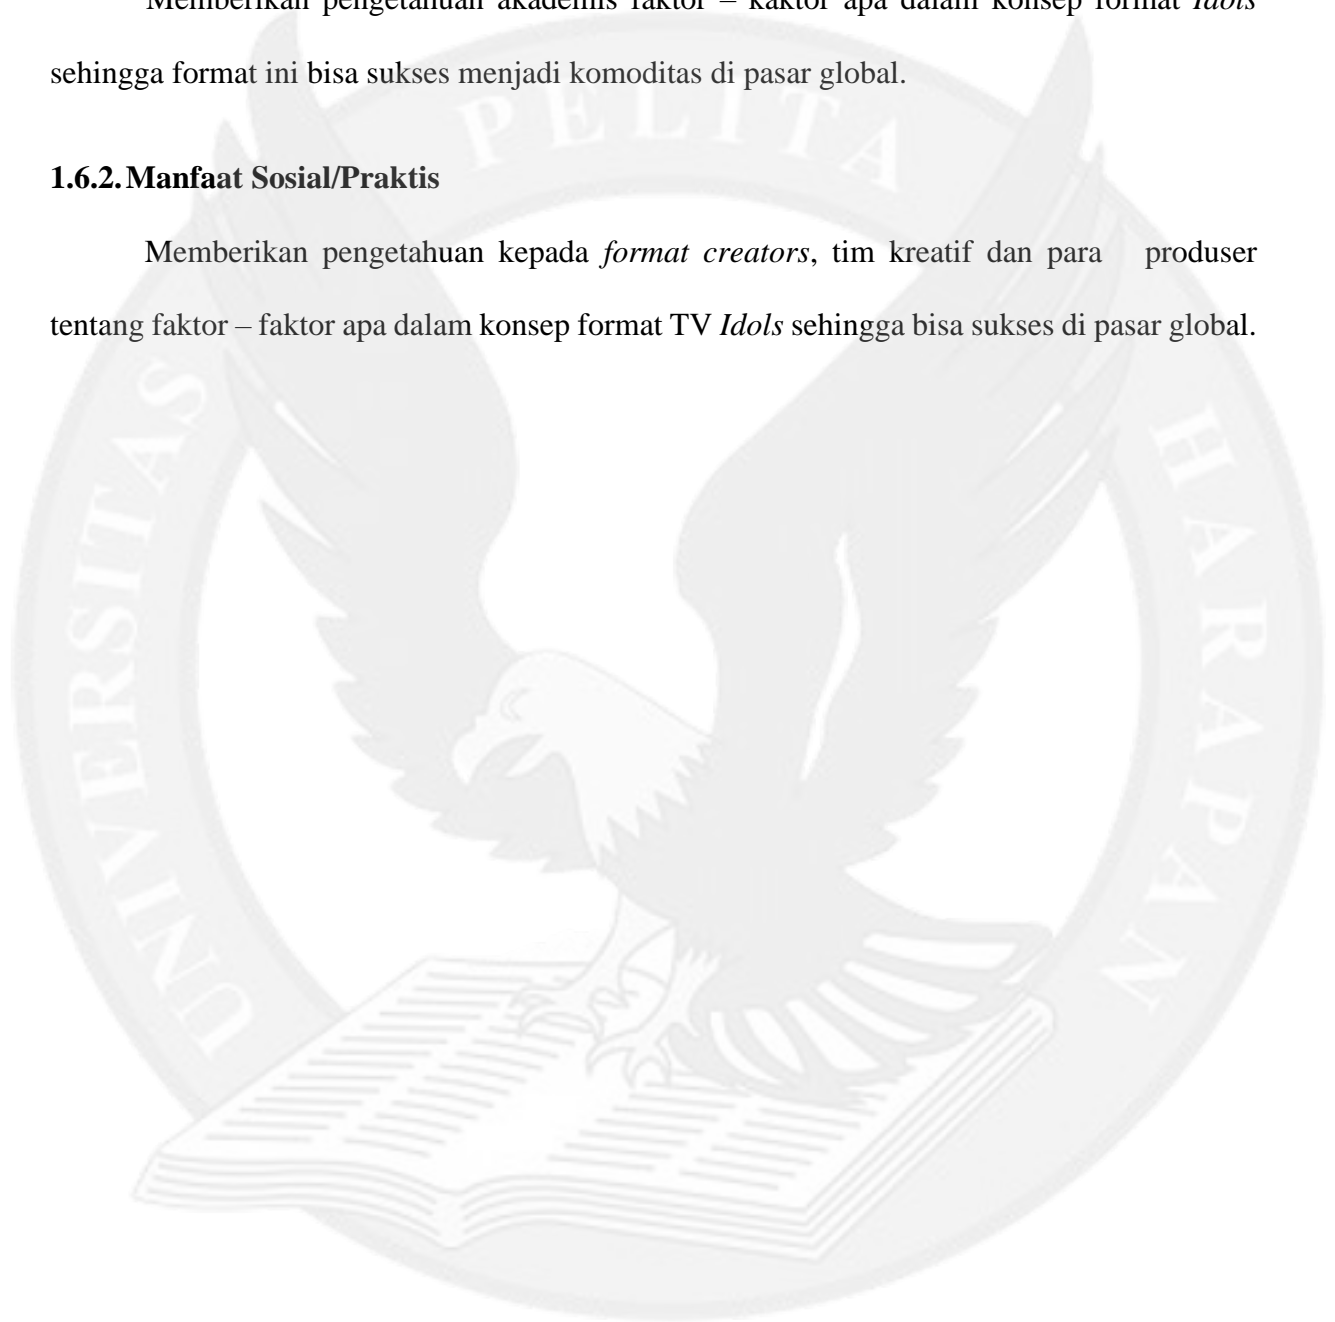 Memberikan pengetahuan akademis faktor – kaktor apa dalam konsep format Idols
sehingga format ini bisa sukses menjadi komoditas di pasar global.
1.6.2. Manfaat Sosial/Praktis
Memberikan pengetahuan kepada format creators, tim kreatif dan para produser
tentang faktor – faktor apa dalam konsep format TV Idols sehingga bisa sukses di pasar global.
UNIVERSITAS PELITA HARAPAN